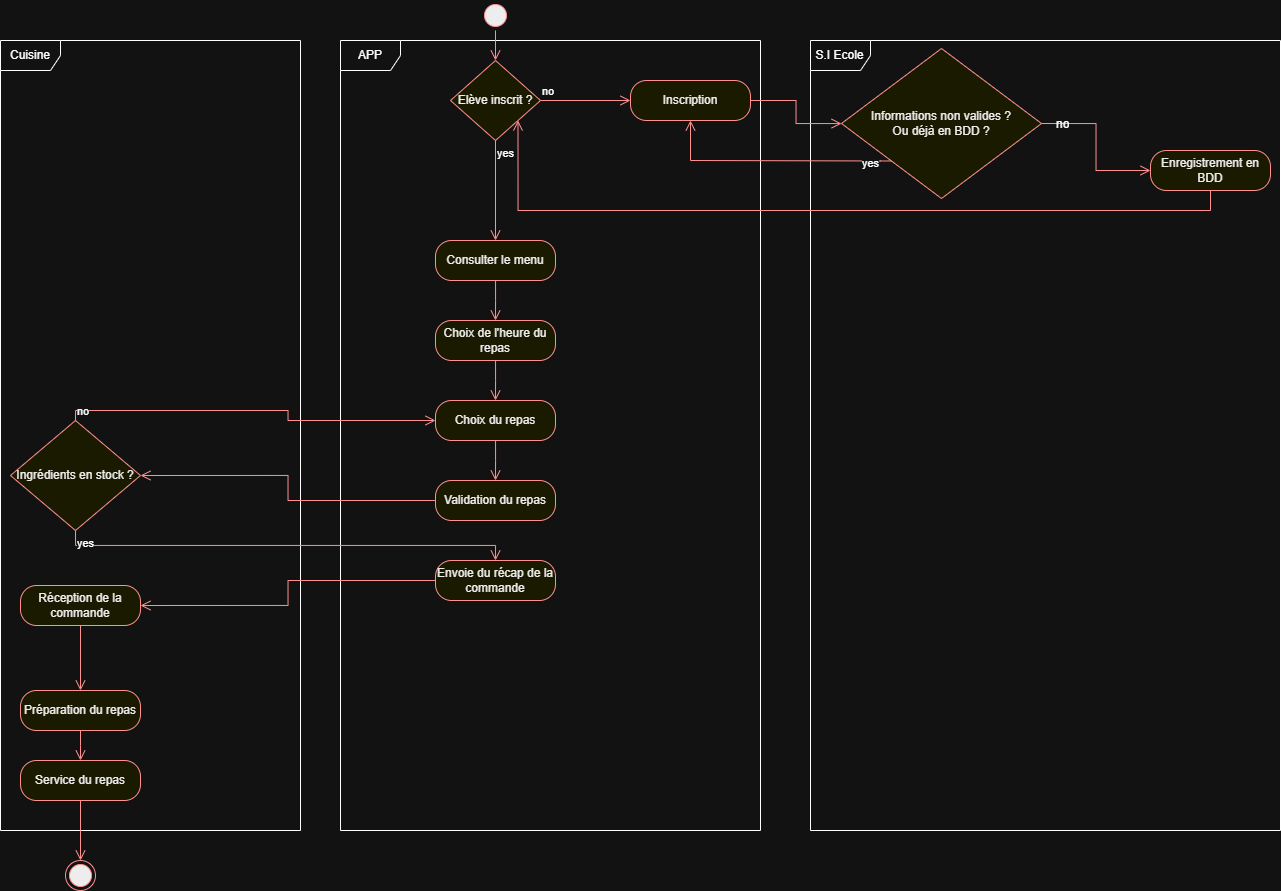 Cuisine
APP
S.I Ecole
Elève inscrit ?
no
yes
Inscription
Informations non valides ?
Ou déjà en BDD ?
no
yes
Enregistrement en
BDD
Consulter le menu
Choix de l'heure du
repas
Choix du repas
no
Ingrédients en stock ?
yes
Validation du repas
Envoie du récap de la
commande
Réception de la
commande
Préparation du repas
Service du repas